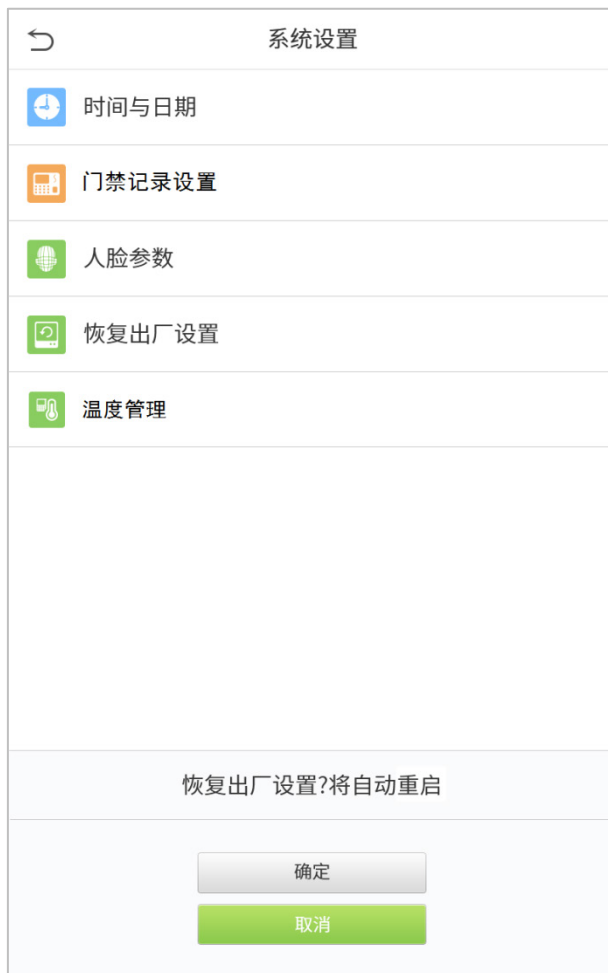 系统设置
时间与日期
门禁记录设置
人脸参数
恢复出厂设置
温度管理
恢复出厂设置?将自动重启
确定
取消